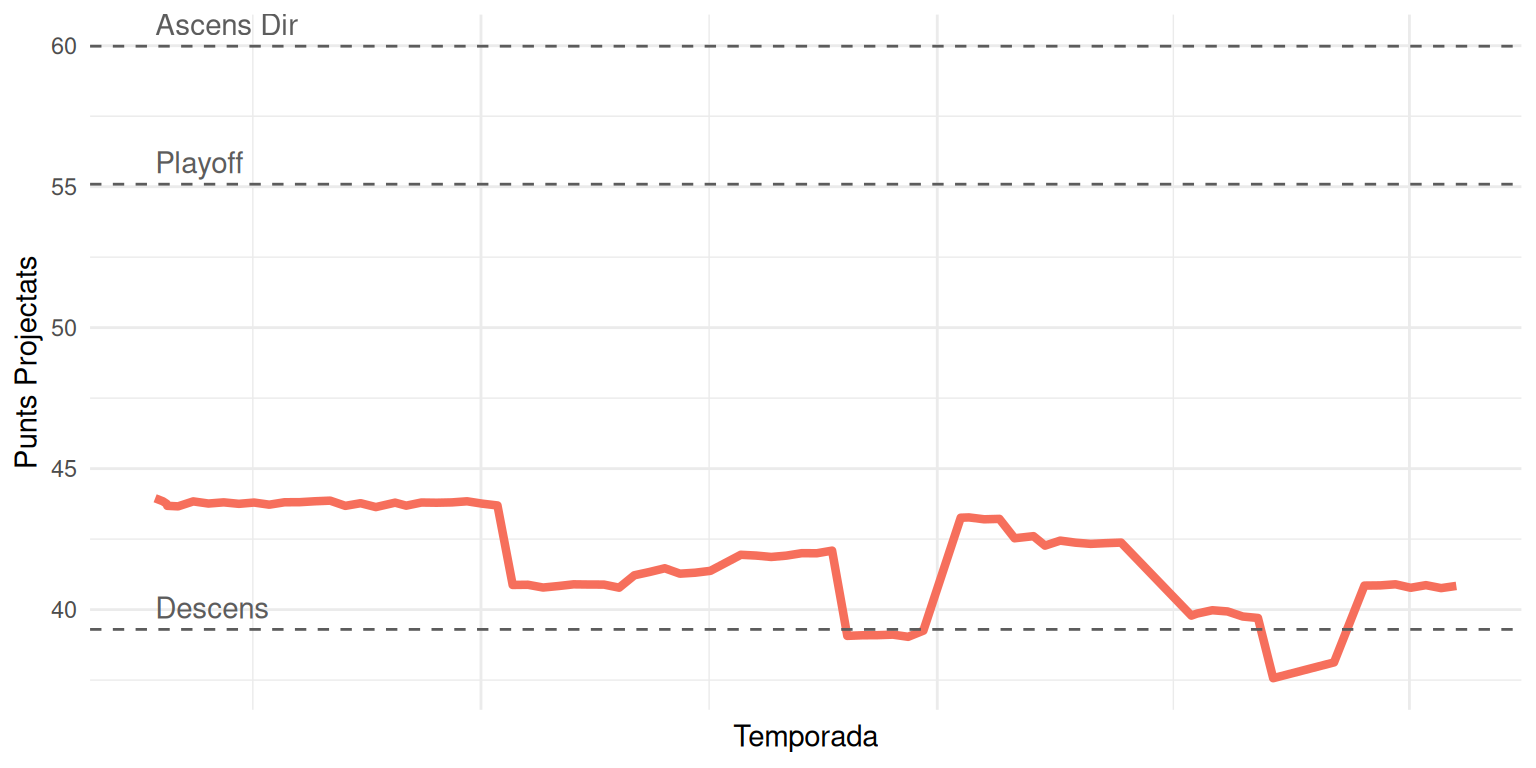 Ascens Dir
60
Playoff
55
50
45
40
Descens
Punts Projectats
Temporada